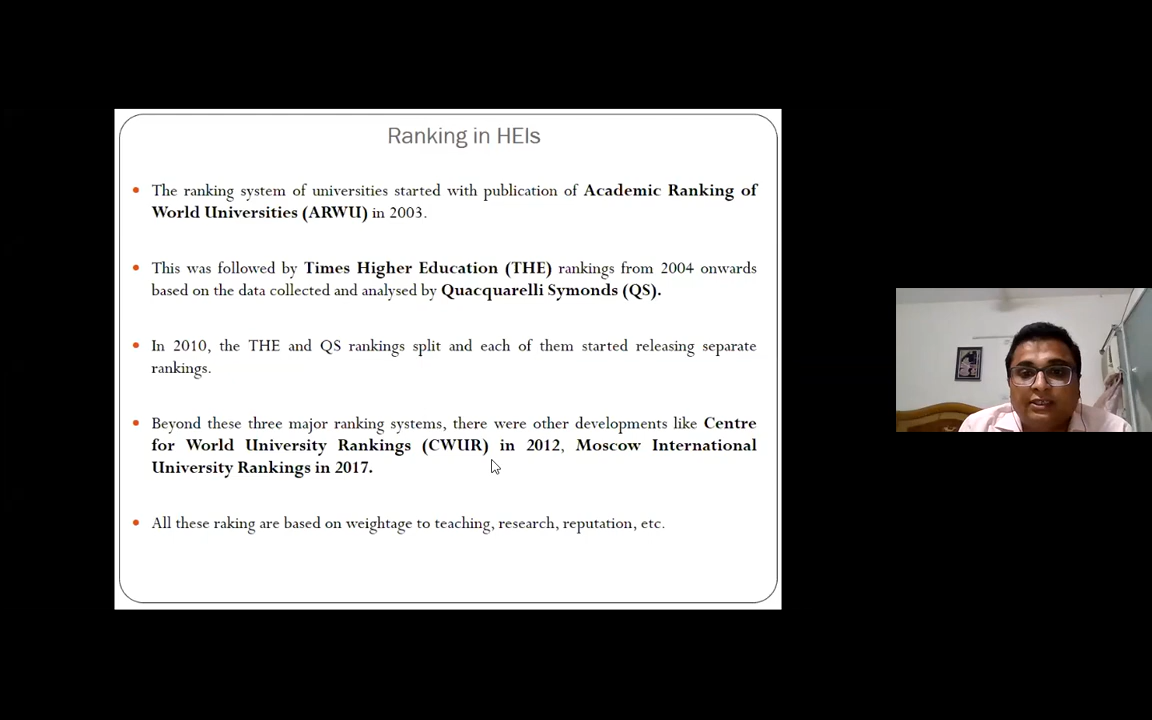 Ranking in HEIs
The ranking system of universities started with publication of Academic Ranking of
World Universities (ARWU) in 2003.
This was followed by Times Higher Education (THE) rankings from 2004 onwards
based on the data collected and analysed by Quacquarelli Symonds (QS).
In 2010, the THE and QS rankings split and each of them started releasing separate
rankings.
Beyond these three major ranking systems, there were other developments like Centre
for World University Rankings (CWUR) in 2012, Moscow International
University Rankings in 2017.
All these raking are based on weightage to teaching, research, reputation, etc.